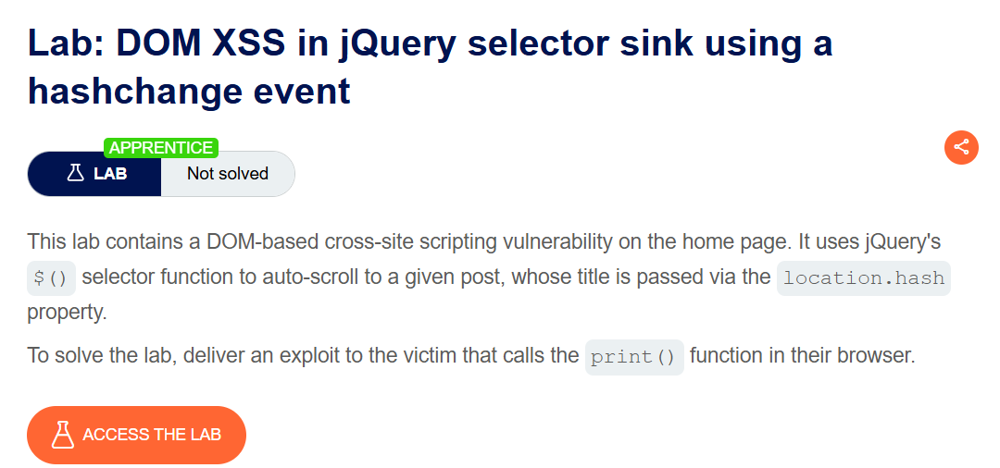 Lab: DOM XSS in jQuery selector sink using a
hashchange event
APPRENTICE
LAB Not solved
This lab contains a DOM-based cross-site scripting vulnerability on the home page. It uses jQuery's
$() selector function to auto-scroll to a given post, whose title is passed via the location.hash
property.
To solve the lab, deliver an exploit to the victim that calls the print() function in their browser.
ACCESS THE LAB